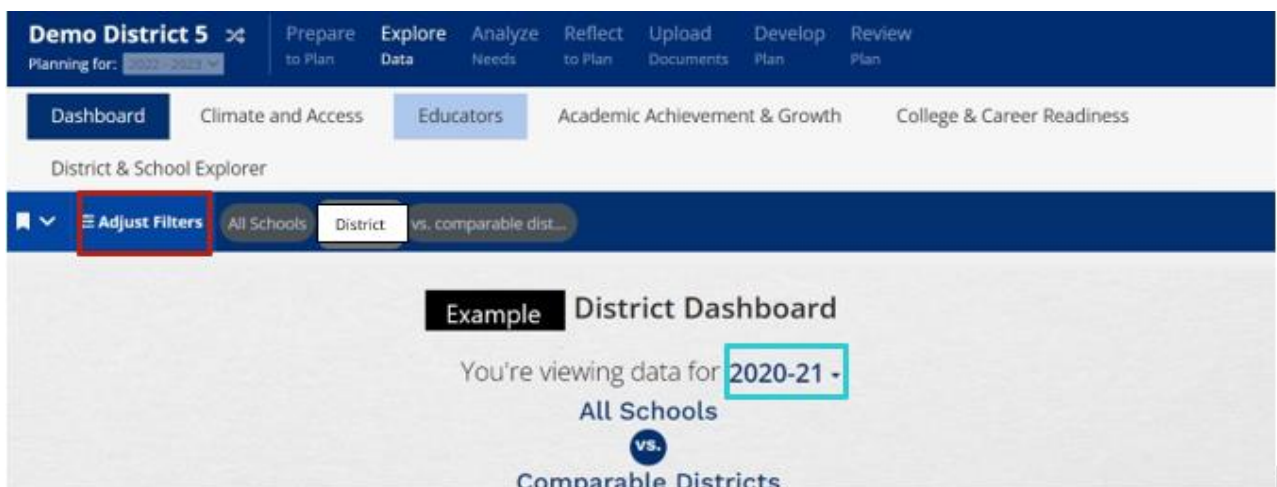 Demo District 5 Prepare Explore Analyze Reflect Upload Develop Review
Planning for: 2022 - 2023 to Plan Data Needs to Plan Documents Plan Plan
Dashboard Climate and Access Educators Academic Achievement & Growth College & Career Readiness
District & School Explorer
Adjust Filters All Schools District vs. comparable dist...
Example District Dashboard
You're viewing data for 2020-21
All Schools
vs.
Comparable Districts